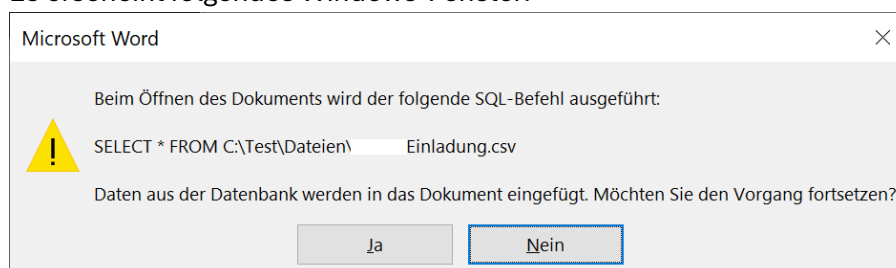 Microsoft Word
Beim Öffnen des Dokuments wird der folgende SQL-Befehl ausgeführt:
SELECT * FROM C:\Test\Dateien\ Einladung.csv
Daten aus der Datenbank werden in das Dokument eingefügt. Möchten Sie den Vorgang fortsetzen?
Ja Nein